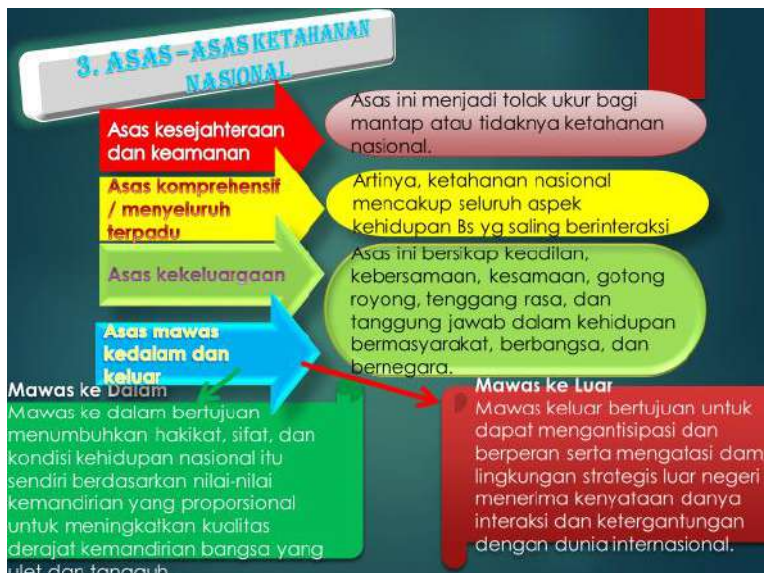 3. ASAS –ASAS KETAHANAN
NASIONAL
Asas kesejahteraan
dan keamanan
Asas ini menjadi tolak ukur bagi
mantap atau tidaknya ketahanan
nasional.
Asas komprehensif
/ menyeluruh
terpadu
Artinya, ketahanan nasional
mencakup seluruh aspek
kehidupan Bs yg saling berinteraksi
Asas kekeluargaan
Asas ini bersikap keadilan,
kebersamaan, kesamaan, gotong
royong, tenggang rasa, dan
tanggung jawab dalam kehidupan
bermasyarakat, berbangsa, dan
bernegara.
Asas mawas
kedalam dan
keluar
Mawas ke Dalam
Mawas ke dalam bertujuan
menumbuhkan hakikat, sifat, dan
kondisi kehidupan nasional itu
sendiri berdasarkan nilai-nilai
kemandirian yang proporsional
untuk meningkatkan kualitas
derajat kemandirian bangsa yang
ulet dan tangguh
Mawas ke Luar
Mawas keluar bertujuan untuk
dapat mengantisipasi dan
berperan serta mengatasi dam
lingkungan strategis luar negeri
menerima kenyataan danya
interaksi dan ketergantungan
dengan dunia internasional.